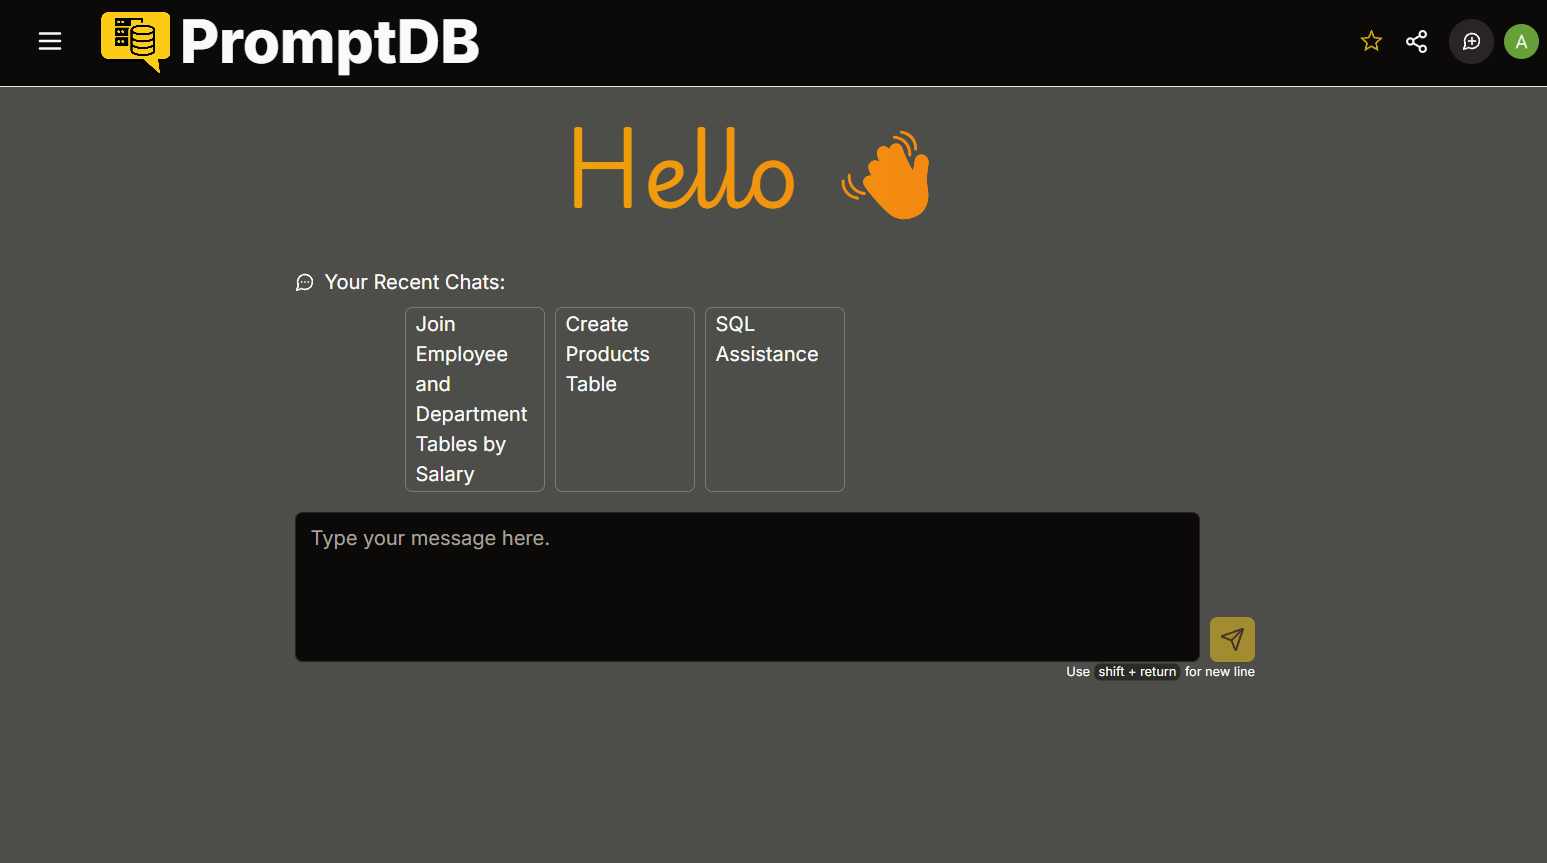 PromptDB
A
Hello
Your Recent Chats:
Join
Employee
and
Department
Tables by
Salary
Create
Products
Table
SQL
Assistance
Type your message here.
Use shift + return for new line